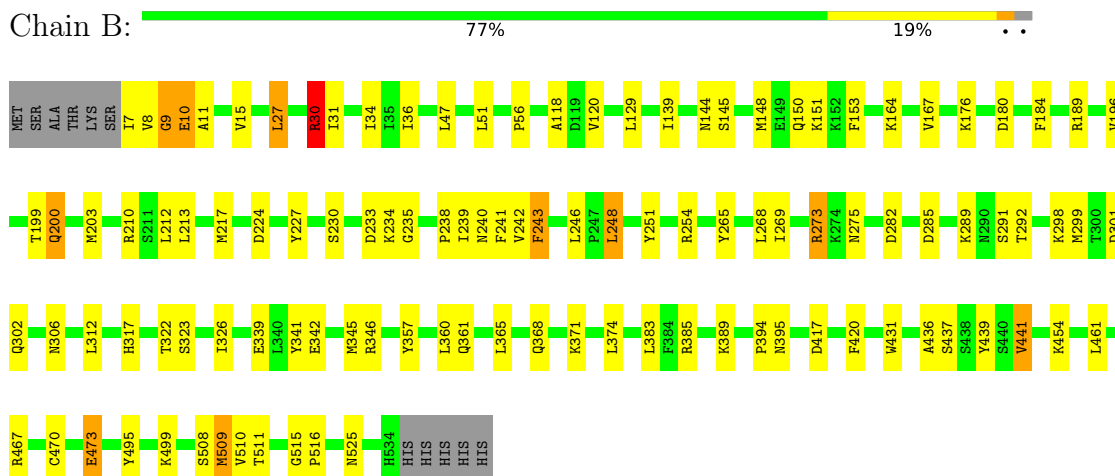 Chain B:
77% 19% • •
MET SER ALA THR LYS SER I7 V8 G9 E10 A11 V15 L27 R30 I31 I34 I35 I36 L47 L51 P56 A118 D119 V120 L129 I139 N144 S145 M148 E149 Q150 K151 K152 F153 K164 V167 K176 D180 F184 R189
T199 Q200 M203 R210 S211 L212 L213 M217 D224 Y227 S230 D233 K234 G235 P238 I239 N240 F241 V242 F243 L246 P247 L248 Y251 R254 Y265 L268 I269 R273 K274 N275 D282 D285 K289 N290 S291 T292 K298 M299 T300
Q302 N306 L312 H317 T322 S323 I326 E339 L340 Y341 E342 M345 R346 Y357 L360 Q361 L365 Q368 K371 L374 L383 F384 R385 K389 P394 N395 D417 F420 W431 A436 S437 S438 Y439 S440 V441 K454 L461
R467 C470 E473 Y495 K499 S508 M509 V510 T511 G515 P516 N525 H534 HIS HIS HIS HIS HIS